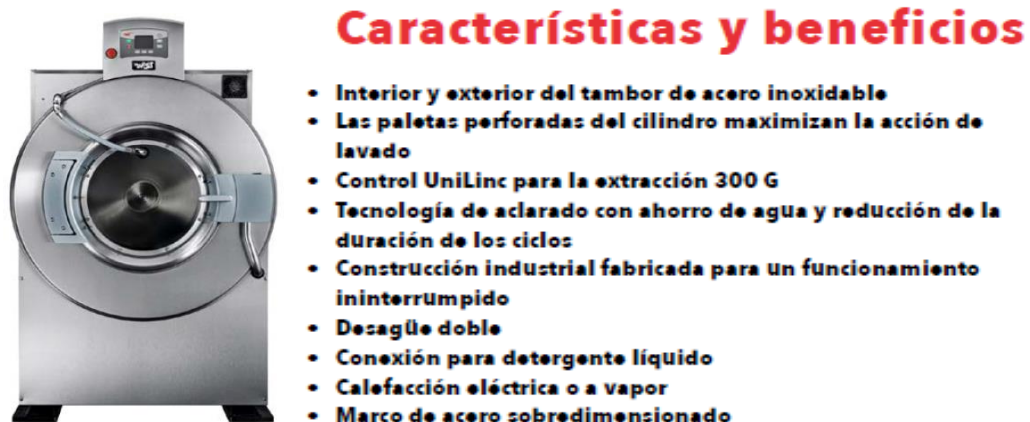 Características y beneficios
• Interior y exterior del tambor de acero inoxidable
• Las paletas perforadas del cilindro maximizan la acción de
lavado
• Control UniLinc para la extracción 300 G
• Tecnología de aclarado con ahorro de agua y reducción de la
duración de los ciclos
• Construcción industrial fabricada para un funcionamiento
ininterrumpido
• Desagüe doble
• Conexión para detergente líquido
• Calefacción eléctrica o a vapor
• Marco de acero sobredimensionado